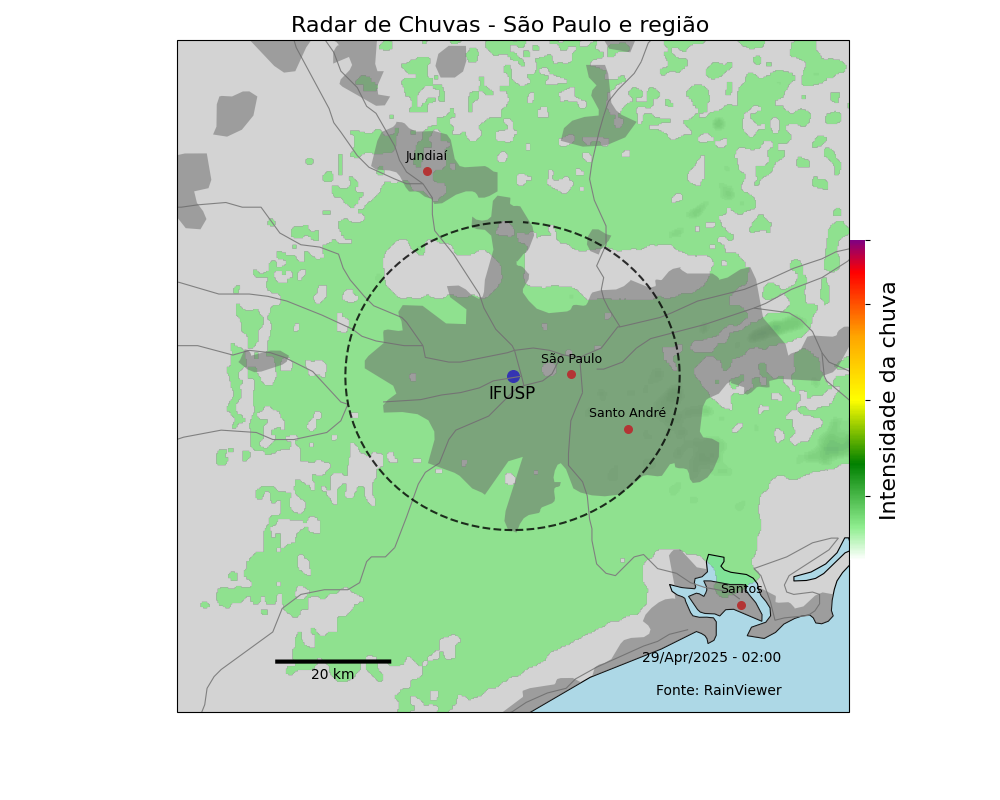 Radar de Chuvas - São Paulo e região
Jundiaí
São Paulo
IFUSP
Santo André
Intensidade da chuva
Santos
29/Apr/2025 - 02:00
20 km
Fonte: RainViewer